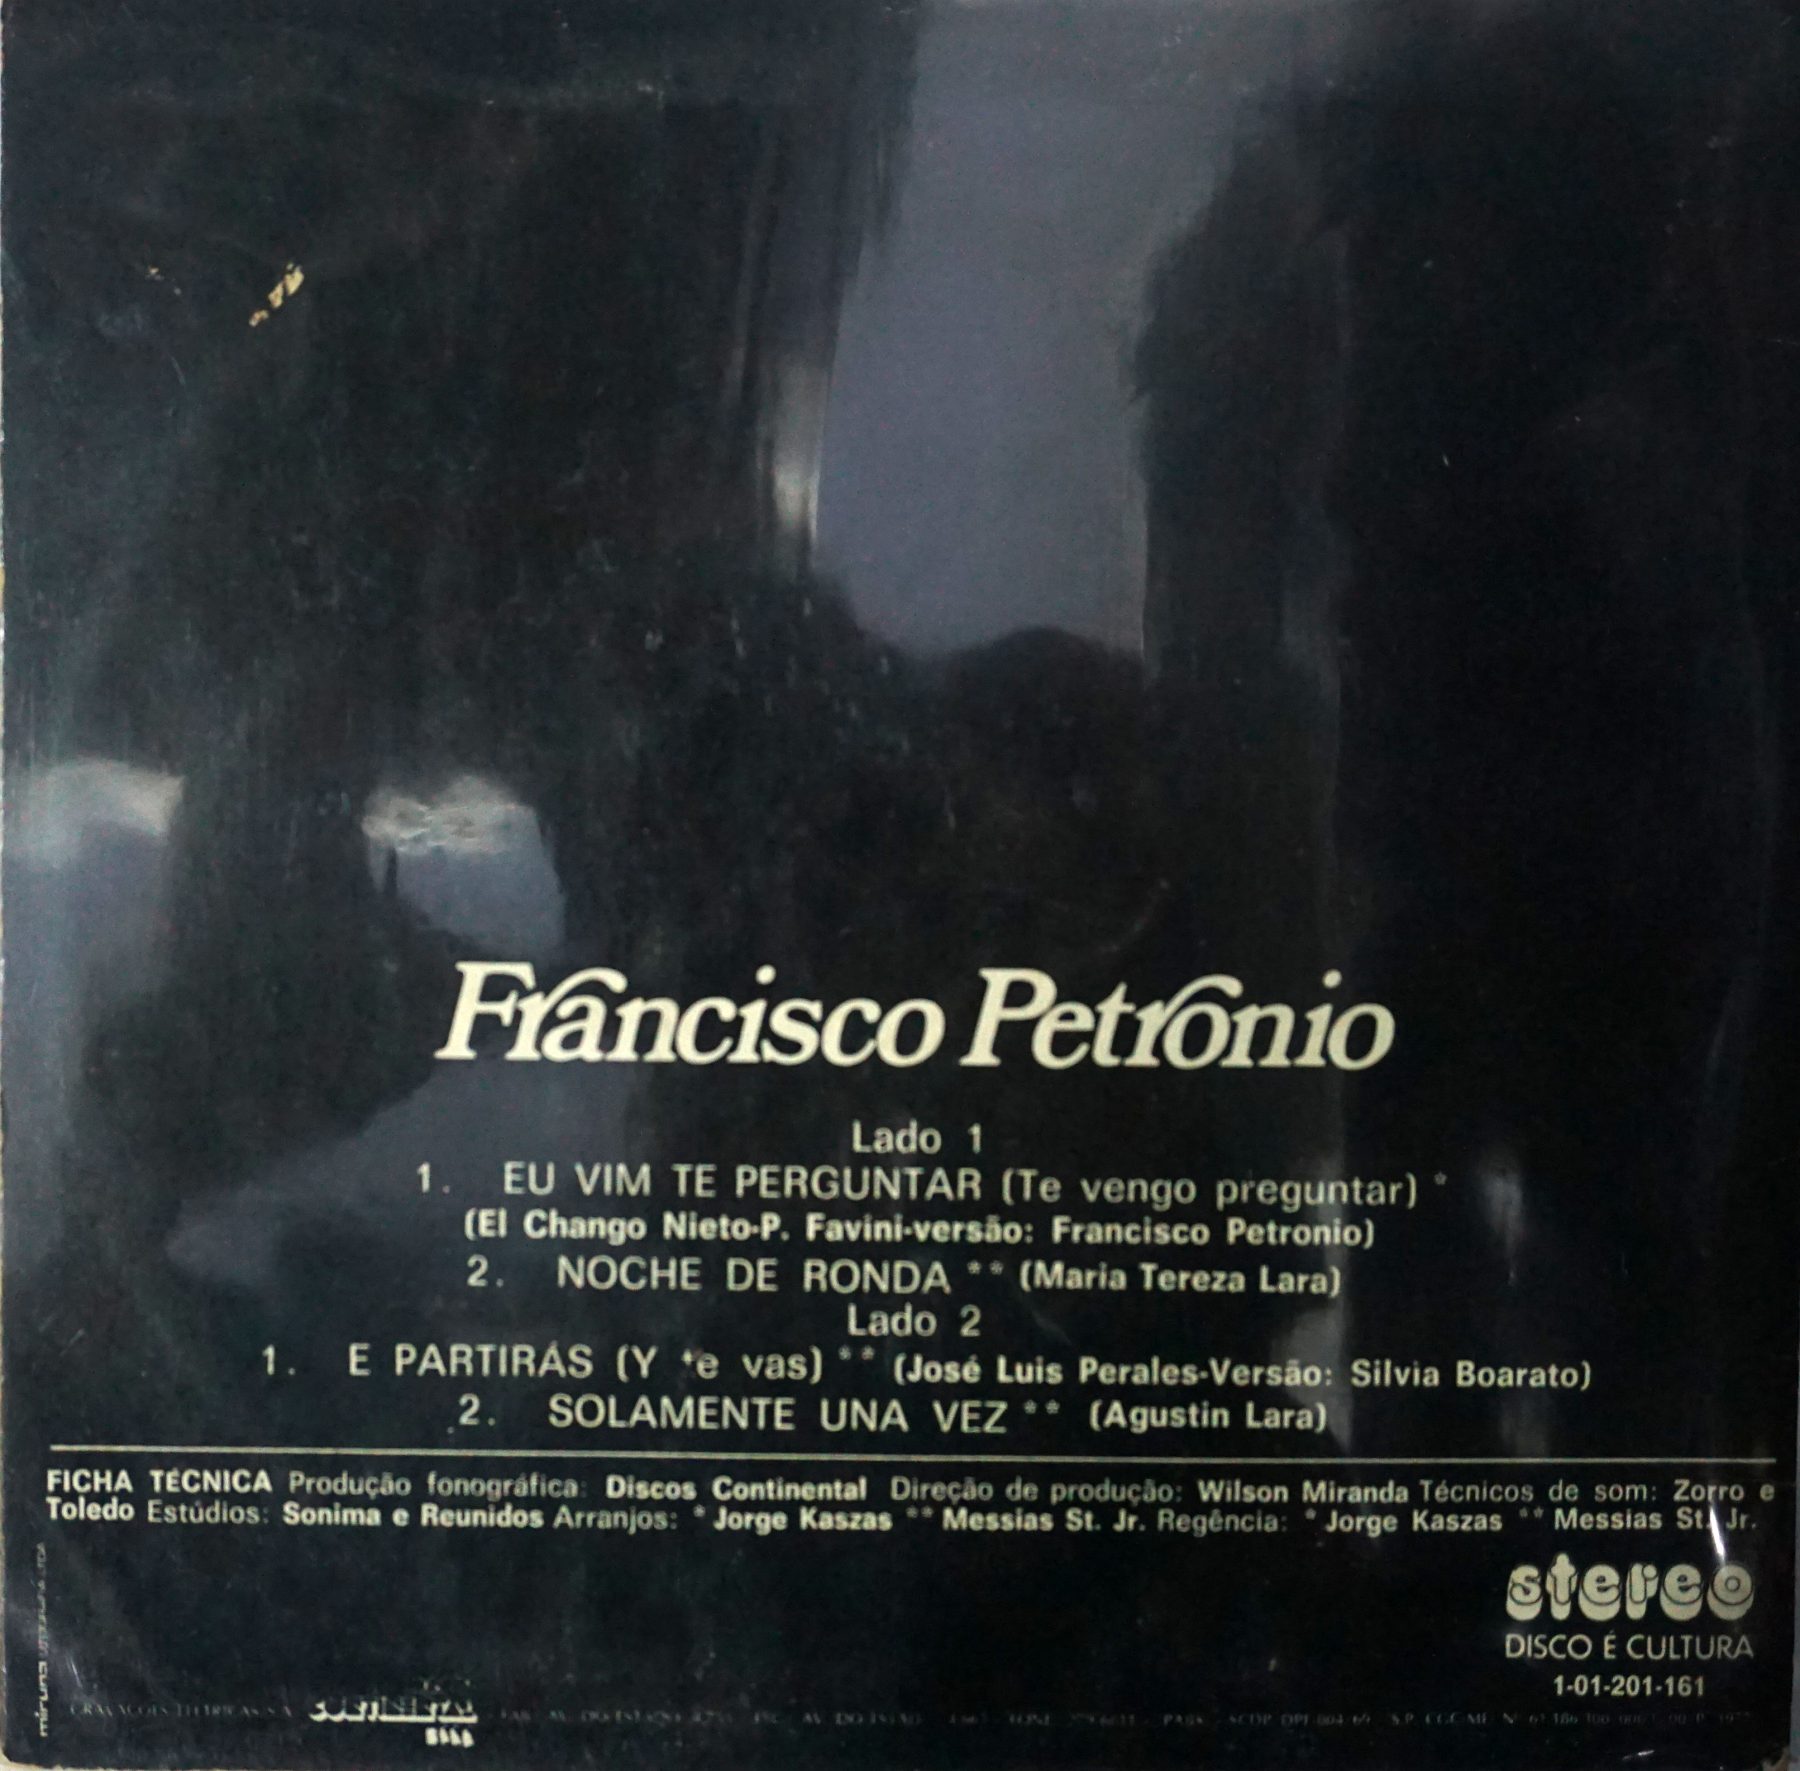 Francisco Petronio
Lado 1
1. EU VIM TE PERGUNTAR (Te vengo preguntar) *
(El Chango Nieto-P. Favini-versão: Francisco Petronio)
2. NOCHE DE RONDA ** (Maria Tereza Lara)
Lado 2
1. E PARTIRÁS (Y te vas) ** (José Luis Perales-Versão: Silvia Boarato)
2. SOLAMENTE UNA VEZ ** (Agustin Lara)
FICHA TÉCNICA Produção fonográfica: Discos Continental Direção de produção: Wilson Miranda Técnicos de som: Zorro e
Toledo Estúdios: Sonima e Reunidos Arranjos: * Jorge Kaszas ** Messias St. Jr. Regência: * Jorge Kaszas ** Messias St. Jr.
stereo
DISCO É CULTURA
1-01-201-161
GRAVAÇÕES ELÉTRICAS S.A. CONTINENTAL